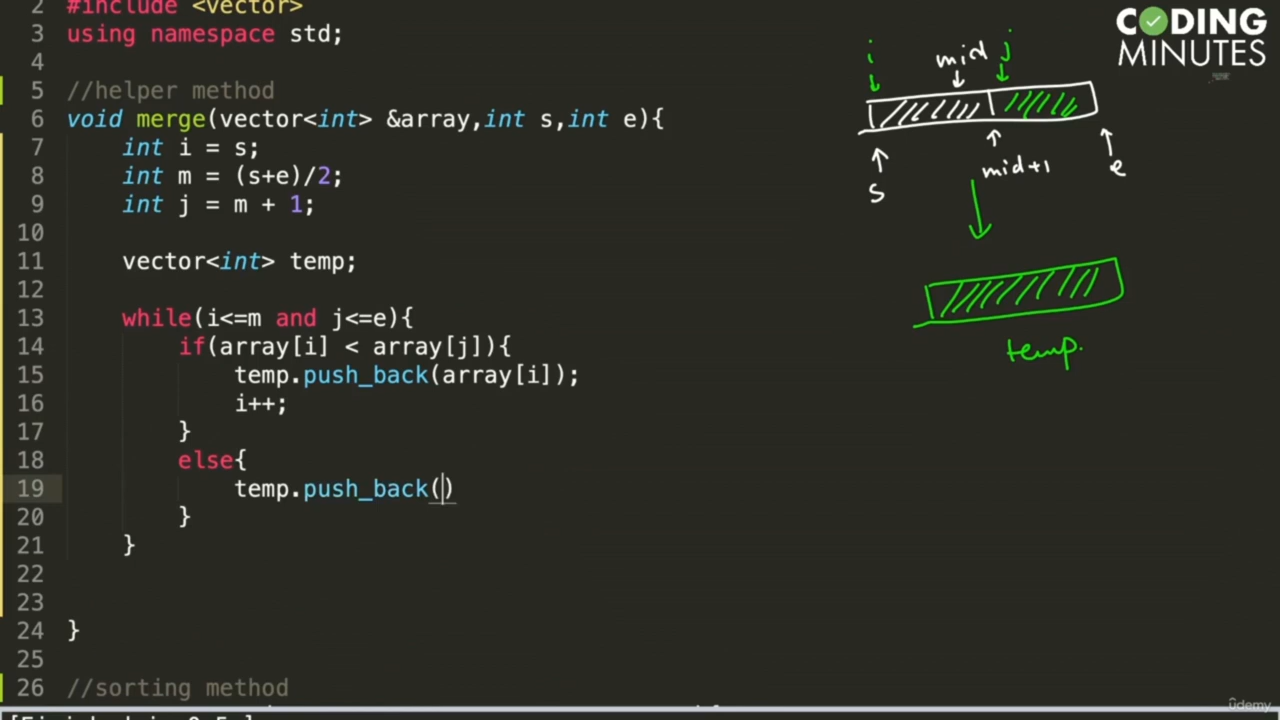 2 #include <vector>
3 using namespace std;
4
5 //helper method
6 void merge(vector<int> &array,int s,int e){
7 int i = s;
8 int m = (s+e)/2;
9 int j = m + 1;
10
11 vector<int> temp;
12
13 while(i<=m and j<=e){
14 if(array[i] < array[j]){
15 temp.push_back(array[i]);
16 i++;
17 }
18 else{
19 temp.push_back()
20 }
21 }
22
23
24 }
25
26 //sorting method
CODING
MINUTES
i mid j
s mid+1 e
temp.
ûdemy